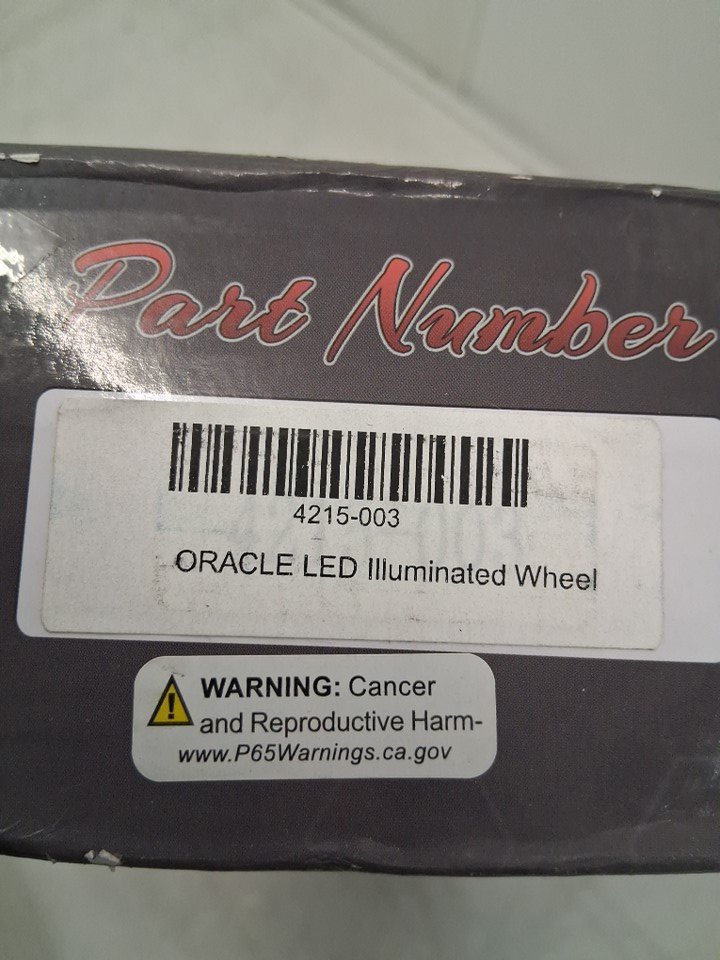 Part Number
4215-003
ORACLE LED Illuminated Wheel
WARNING: Cancer
and Reproductive Harm-
www.P65Warnings.ca.gov